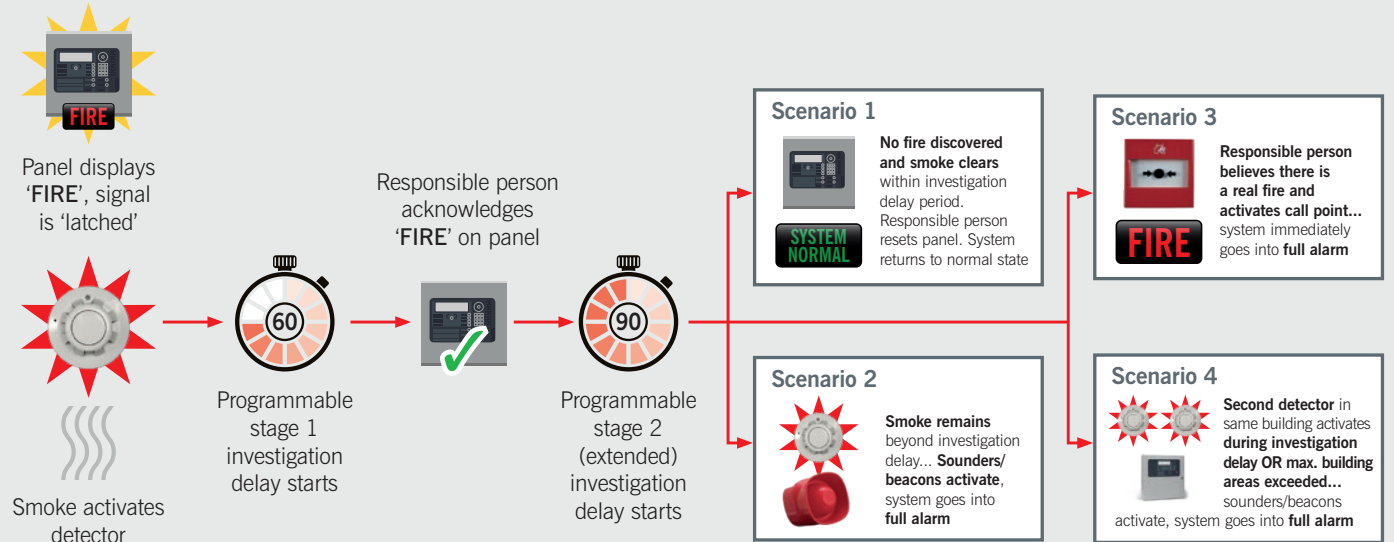 FIRE
Panel displays
‘FIRE’, signal
is ‘latched’
Smoke activates
detector
60
Programmable
stage 1
investigation
delay starts
Responsible person
acknowledges
‘FIRE’ on panel
90
Programmable
stage 2
(extended)
investigation
delay starts
Scenario 1
No fire discovered
and smoke clears
within investigation
delay period.
Responsible person
resets panel. System
returns to normal state
SYSTEM
NORMAL
Scenario 2
Smoke remains
beyond investigation
delay... Sounders/
beacons activate,
system goes into
full alarm
Scenario 3
Responsible person
believes there is
a real fire and
activates call point...
system immediately
goes into full alarm
FIRE
Scenario 4
Second detector in
same building activates
during investigation
delay OR max. building
areas exceeded...
sounders/beacons
activate, system goes into full alarm